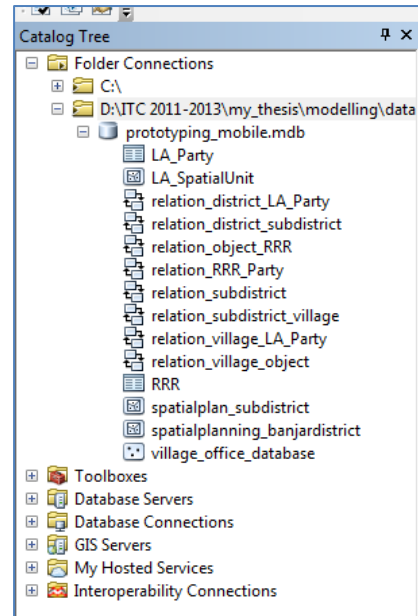 Catalog Tree
Folder Connections
C:\
D:\ITC 2011-2013\my_thesis\modelling\data
prototyping_mobile.mdb
LA_Party
LA_SpatialUnit
relation_district_LA_Party
relation_district_subdistrict
relation_object_RRR
relation_RRR_Party
relation_subdistrict
relation_subdistrict_village
relation_village_LA_Party
relation_village_object
RRR
spatialplan_subdistrict
spatialplanning_banjardistrict
village_office_database
Toolboxes
Database Servers
Database Connections
GIS Servers
My Hosted Services
Interoperability Connections